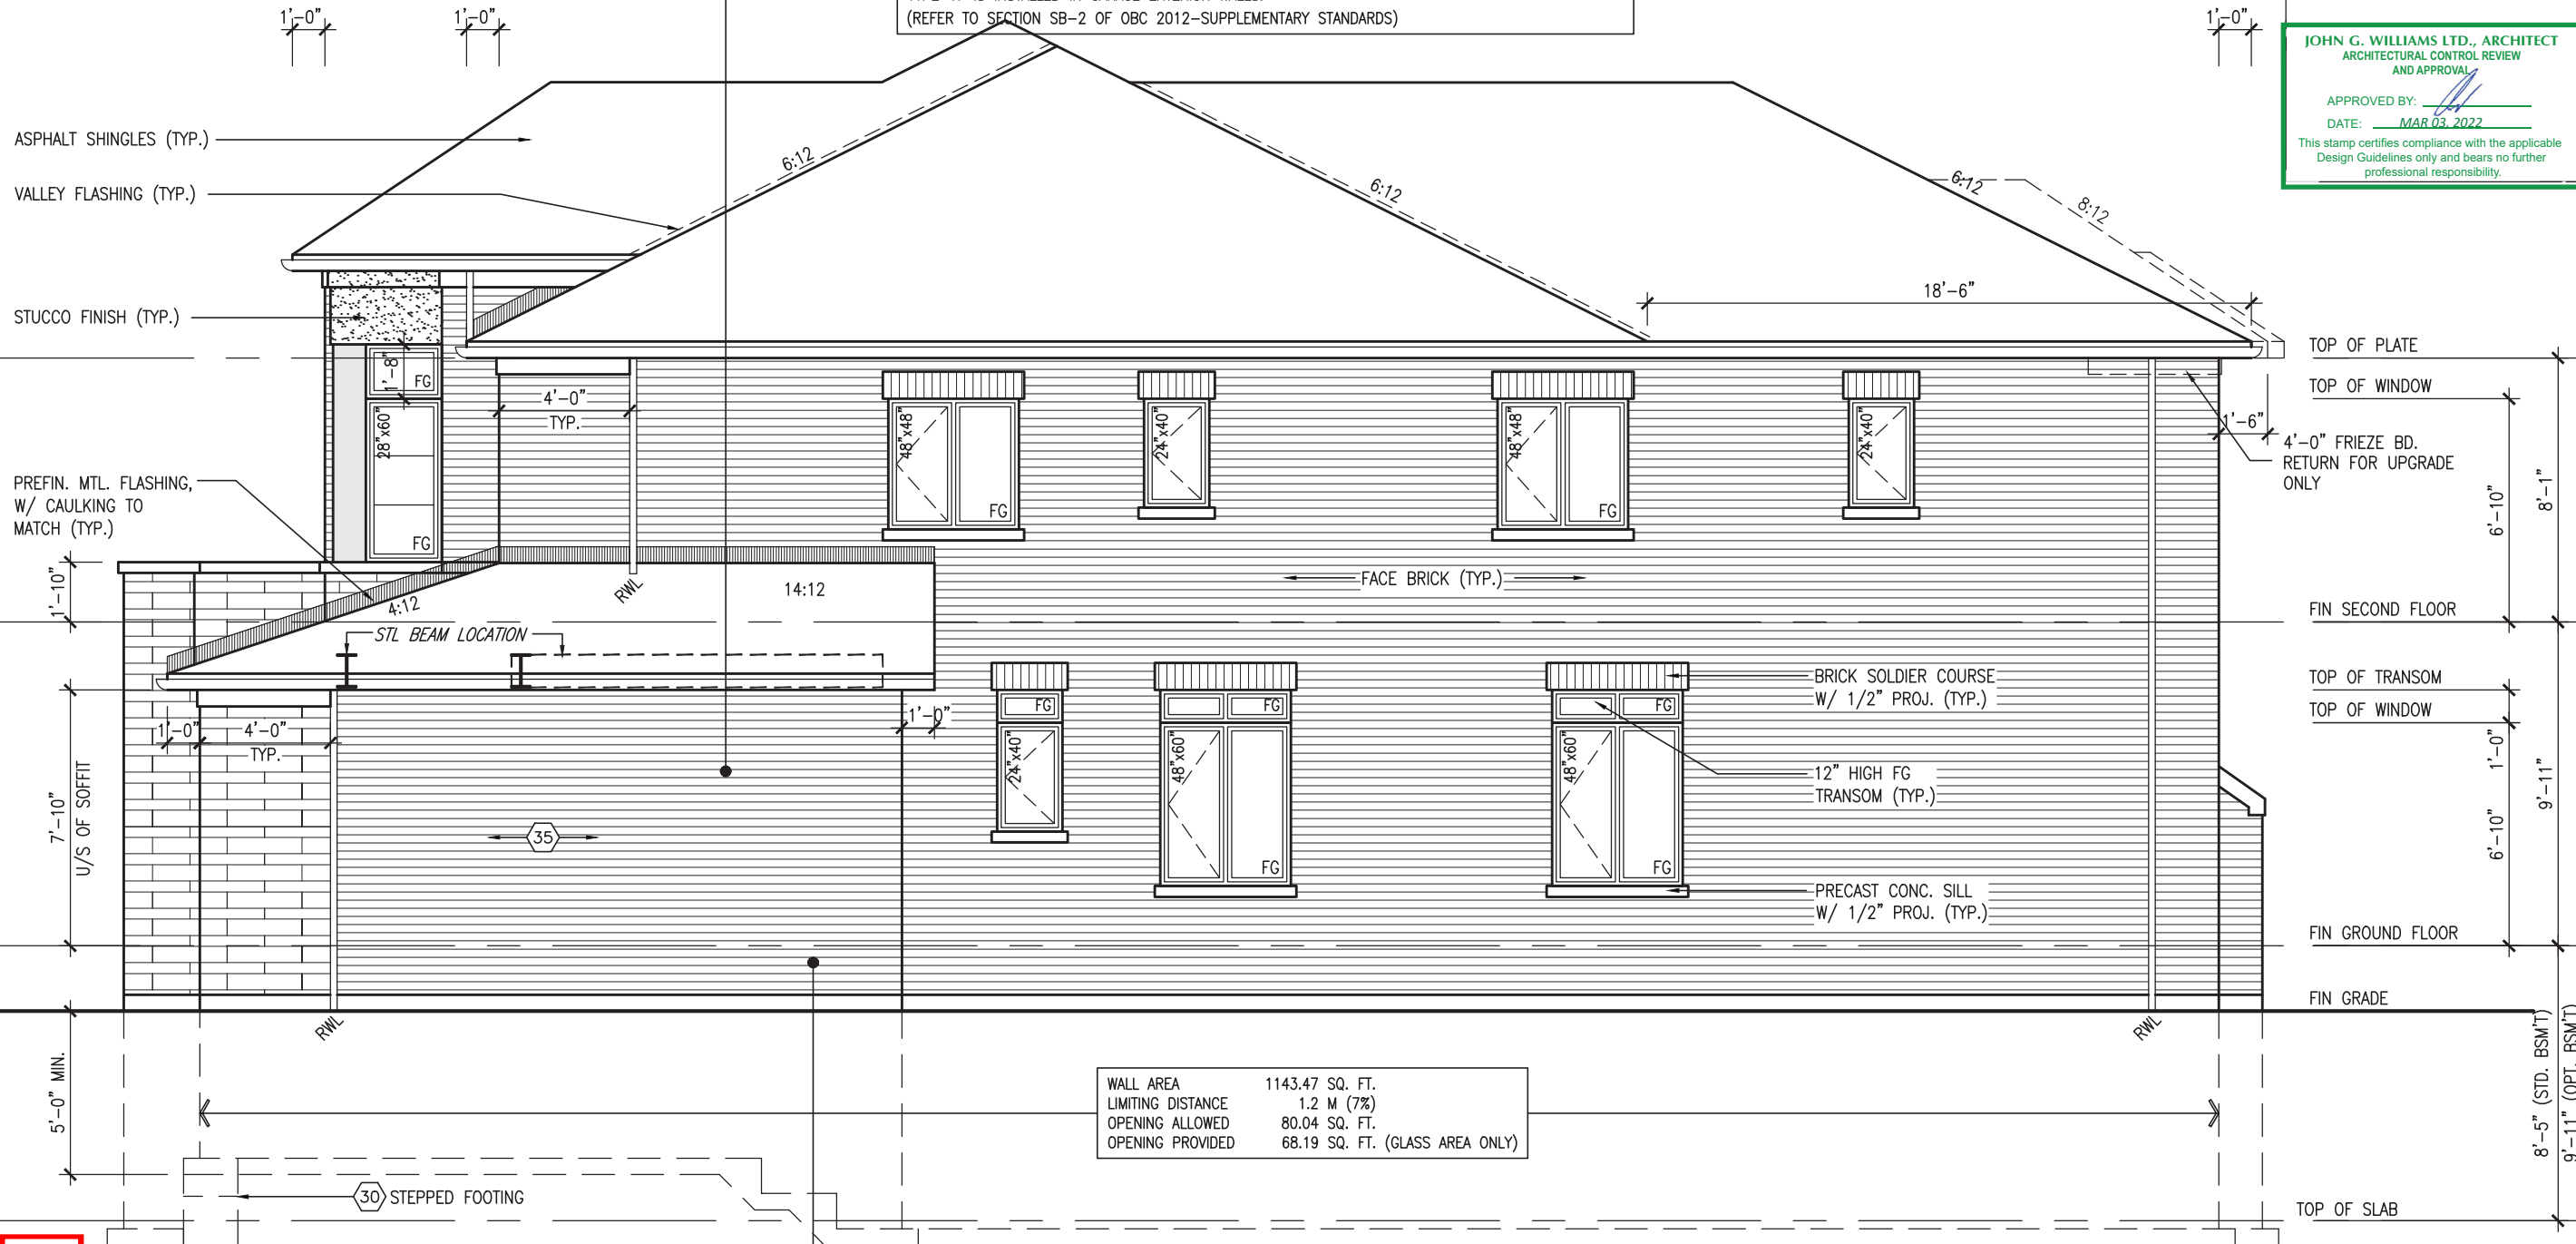 (REFER TO SECTION SB-2 OF OBC 2012-SUPPLEMENTARY STANDARDS)
1'-0"
1'-0"
1'-0"
JOHN G. WILLIAMS LTD., ARCHITECT
ARCHITECTURAL CONTROL REVIEW
AND APPROVAL
APPROVED BY:
DATE: MAR 03, 2022
This stamp certifies compliance with the applicable
Design Guidelines only and bears no further
professional responsibility.
ASPHALT SHINGLES (TYP.)
VALLEY FLASHING (TYP.)
STUCCO FINISH (TYP.)
PREFIN. MTL. FLASHING,
W/ CAULKING TO
MATCH (TYP.)
6:12
6:12
6:12
8:12
18'-6"
TOP OF PLATE
TOP OF WINDOW
1'-6"
4'-0" FRIEZE BD.
RETURN FOR UPGRADE
ONLY
6'-10"
8'-1"
1'-8"
FG
28"x60"
FG
4'-0"
TYP.
48"x48"
FG
24"x40"
48"x48"
FG
24"x40"
1'-10"
4:12
RWL
14:12
FACE BRICK (TYP.)
FIN SECOND FLOOR
STL BEAM LOCATION
TOP OF TRANSOM
TOP OF WINDOW
1'-0"
9'-11"
6'-10"
1'-0"
4'-0"
TYP.
1'-0"
FG
24"x40"
FG
48"x60"
FG
FG
48"x60"
FG
BRICK SOLDIER COURSE
W/ 1/2" PROJ. (TYP.)
12" HIGH FG
TRANSOM (TYP.)
PRECAST CONC. SILL
W/ 1/2" PROJ. (TYP.)
7'-10"
U/S OF SOFFIT
35
FIN GROUND FLOOR
FIN GRADE
RWL
RWL
5'-0" MIN.
WALL AREA 1143.47 SQ. FT.
LIMITING DISTANCE 1.2 M (7%)
OPENING ALLOWED 80.04 SQ. FT.
OPENING PROVIDED 68.19 SQ. FT. (GLASS AREA ONLY)
8'-5" (STD. BSM'T)
9'-11" (OPT. BSM'T)
30 STEPPED FOOTING
TOP OF SLAB